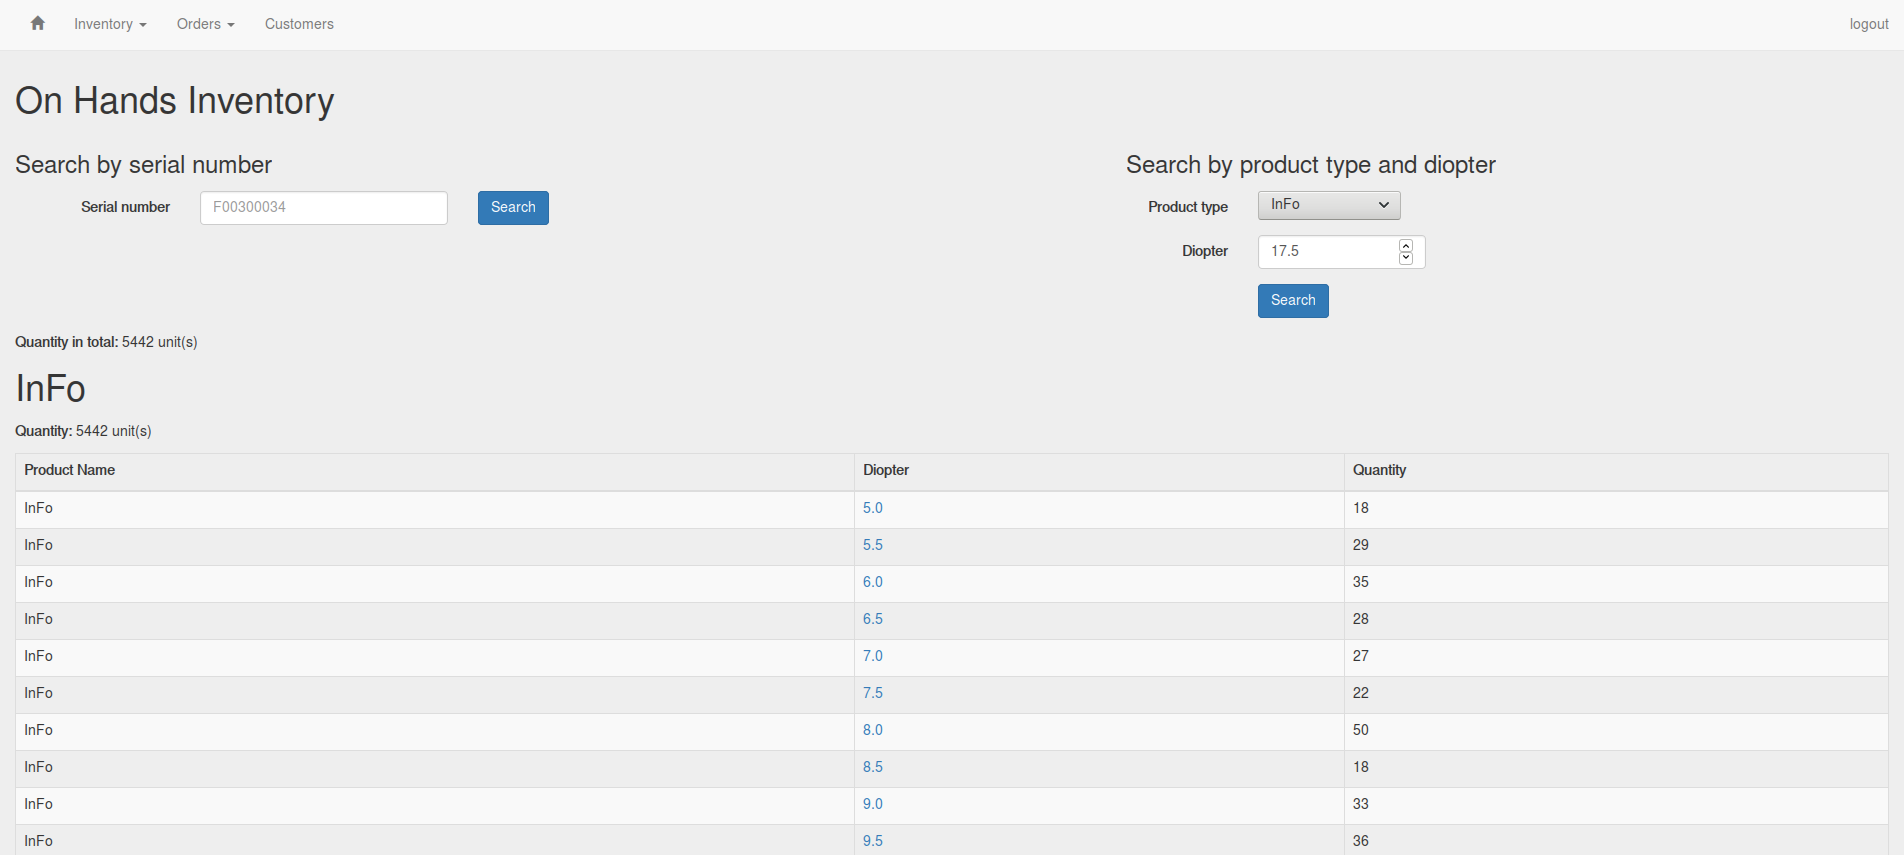 Inventory Orders Customers logout
On Hands Inventory
Search by serial number
Serial number F00300034 Search
Search by product type and diopter
Product type InFo
Diopter 17.5
Search
Quantity in total: 5442 unit(s)
InFo
Quantity: 5442 unit(s)
Product Name Diopter Quantity
InFo 5.0 18
InFo 5.5 29
InFo 6.0 35
InFo 6.5 28
InFo 7.0 27
InFo 7.5 22
InFo 8.0 50
InFo 8.5 18
InFo 9.0 33
InFo 9.5 36